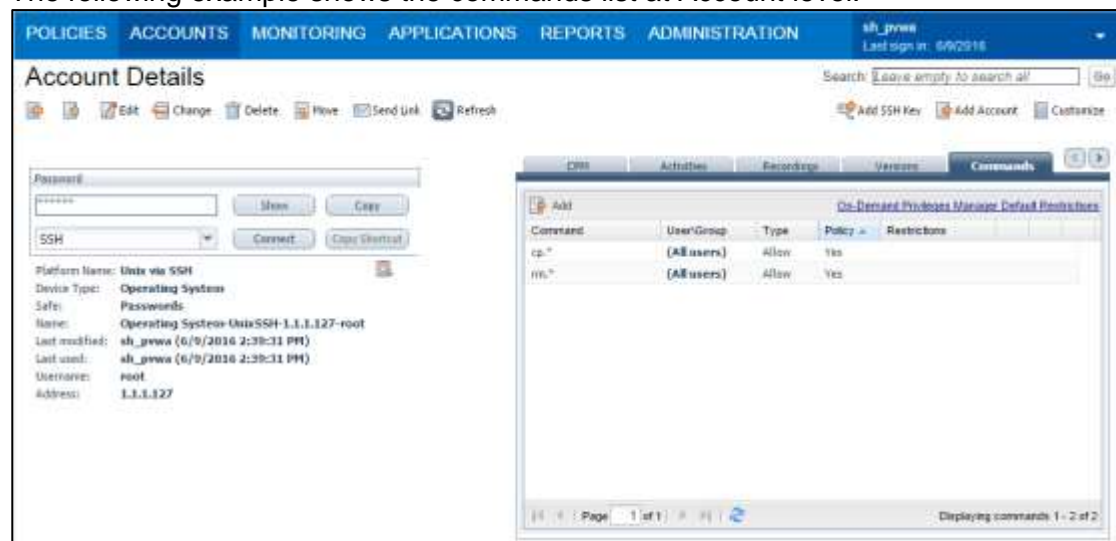 The following example shows the commands list at Account level:
POLICIES ACCOUNTS MONITORING APPLICATIONS REPORTS ADMINISTRATION
sh_pvwa
Last sign in: 6/9/2016
Account Details
Search: Leave empty to search all Go
Edit Change Delete Move Send Link Refresh
Add SSH Key Add Account Customize
CPM Activities Recordings Versions Commands
Password
****** Show Copy
SSH Connect Copy Shortcut
Platform Name: Unix via SSH
Device Type: Operating System
Safe: Passwords
Name: Operating System-UnixSSH-1.1.1.127-root
Last modified: sh_pvwa (6/9/2016 2:39:31 PM)
Last used: sh_pvwa (6/9/2016 2:39:31 PM)
Username: root
Address: 1.1.1.127
Add On-Demand Privileges Manager Default Restrictions
Command User\Group Type Policy Restrictions
cp.* (All users) Allow Yes
rm.* (All users) Allow Yes
Page 1 of 1 Displaying commands 1 - 2 of 2